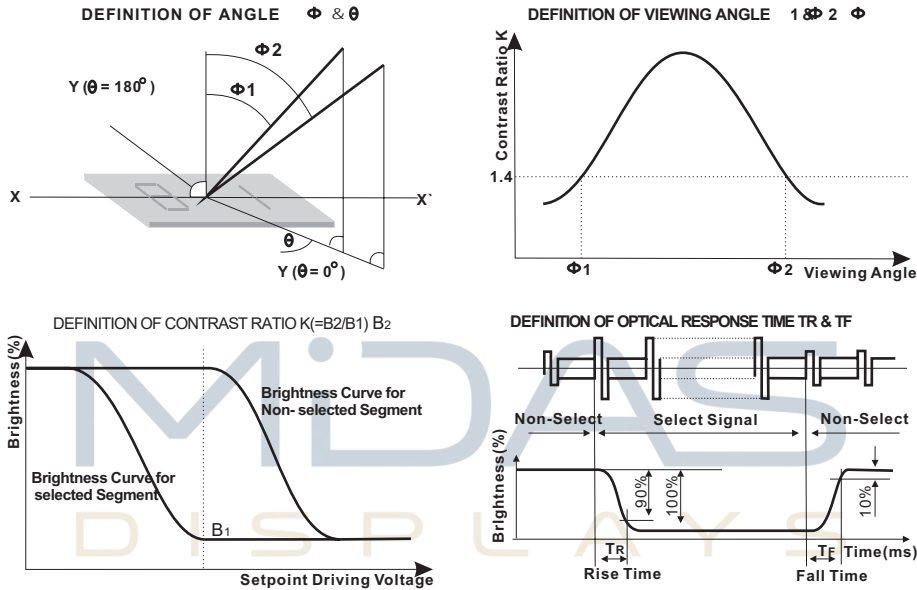 DEFINITION OF ANGLE Φ & θ
Φ2
Φ1
Y (θ = 180°)
X
X`
θ
Y (θ = 0°)
DEFINITION OF VIEWING ANGLE 1 &Φ 2 Φ
Contrast Ratio K
1.4
Φ1
Φ2
Viewing Angle
DEFINITION OF CONTRAST RATIO K(=B2/B1) B2
Brightness(%)
Brightness Curve for
Non- selected Segment
Brightness Curve for
selected Segment
B1
Setpoint Driving Voltage
DEFINITION OF OPTICAL RESPONSE TIME TR & TF
Non-Select
Select Signal
Non-Select
Brightness(%)
90%
100%
10%
TR
Rise Time
TF
Time(ms)
Fall Time
MiDAS
DISPLAYS